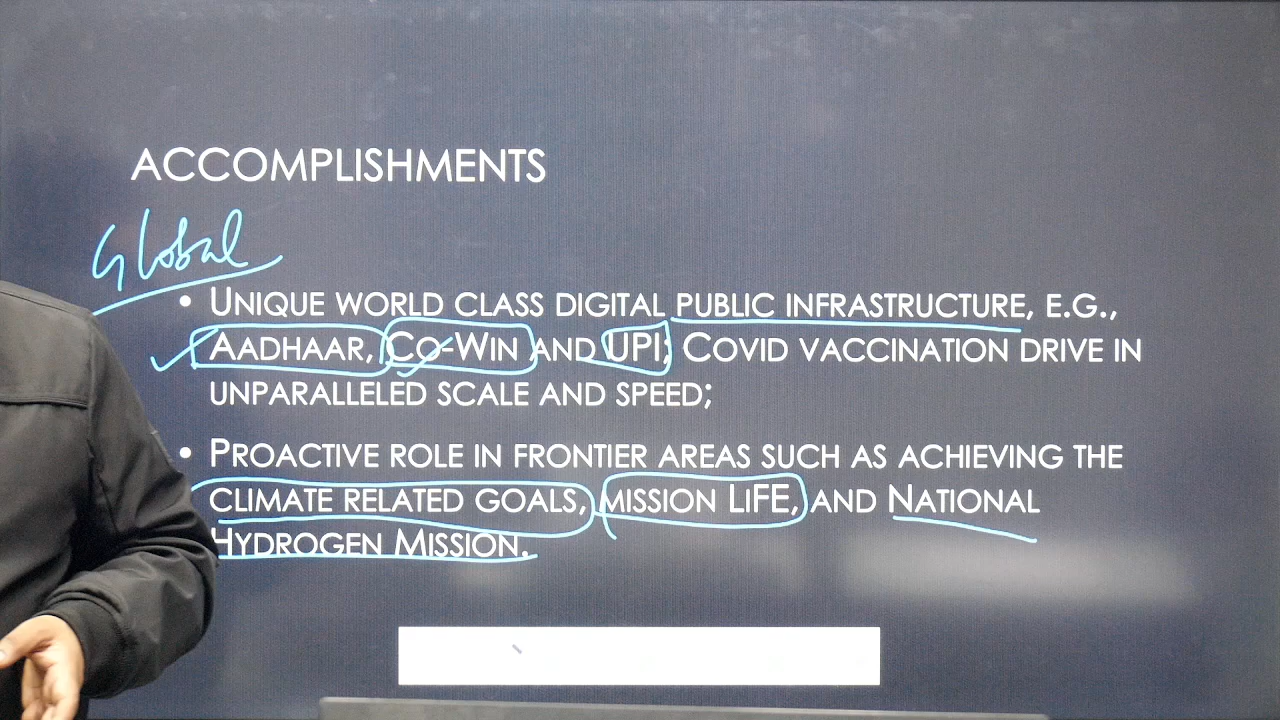 ACCOMPLISHMENTS
Global
• UNIQUE WORLD CLASS DIGITAL PUBLIC INFRASTRUCTURE, E.G.,
AADHAAR, CO-WIN AND UPI; COVID VACCINATION DRIVE IN
UNPARALLELED SCALE AND SPEED;
• PROACTIVE ROLE IN FRONTIER AREAS SUCH AS ACHIEVING THE
CLIMATE RELATED GOALS, MISSION LIFE, AND NATIONAL
HYDROGEN MISSION.